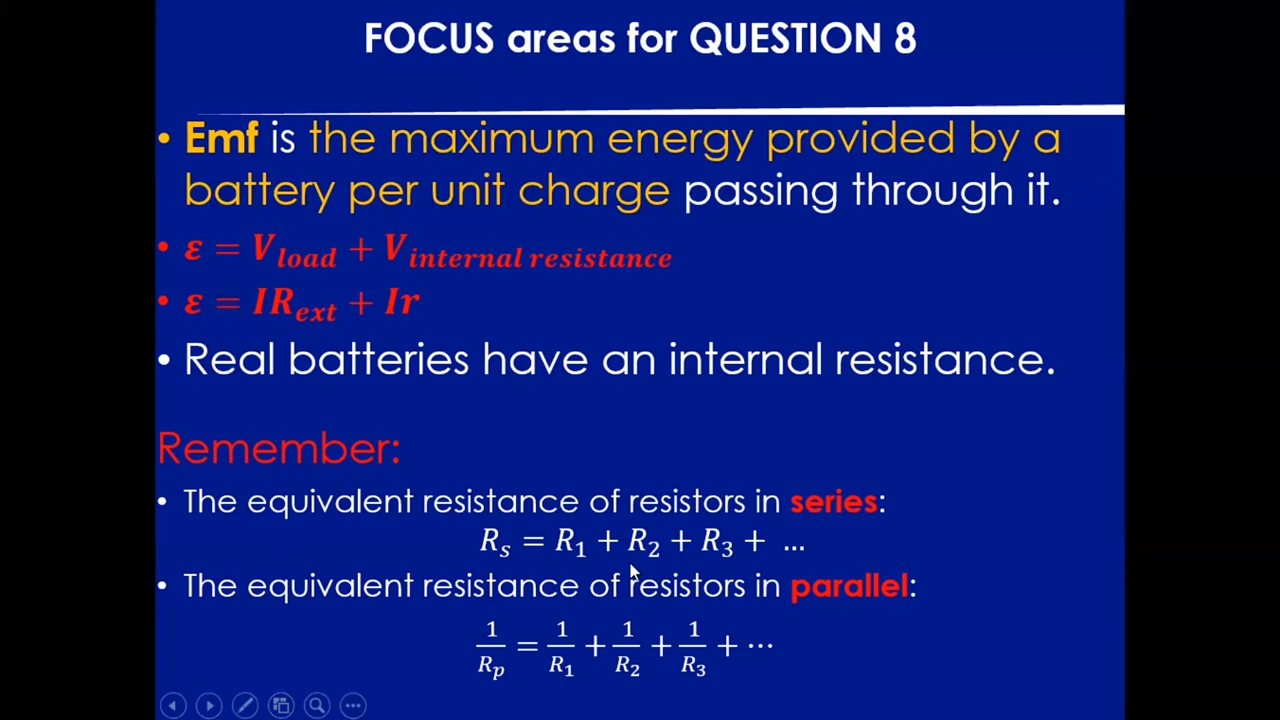 FOCUS areas for QUESTION 8
• Emf is the maximum energy provided by a
battery per unit charge passing through it.
• ε = V_load + V_internal resistance
• ε = IR_ext + Ir
• Real batteries have an internal resistance.
Remember:
• The equivalent resistance of resistors in series:
R_s = R_1 + R_2 + R_3 + ...
• The equivalent resistance of resistors in parallel:
1/R_p = 1/R_1 + 1/R_2 + 1/R_3 + ⋯